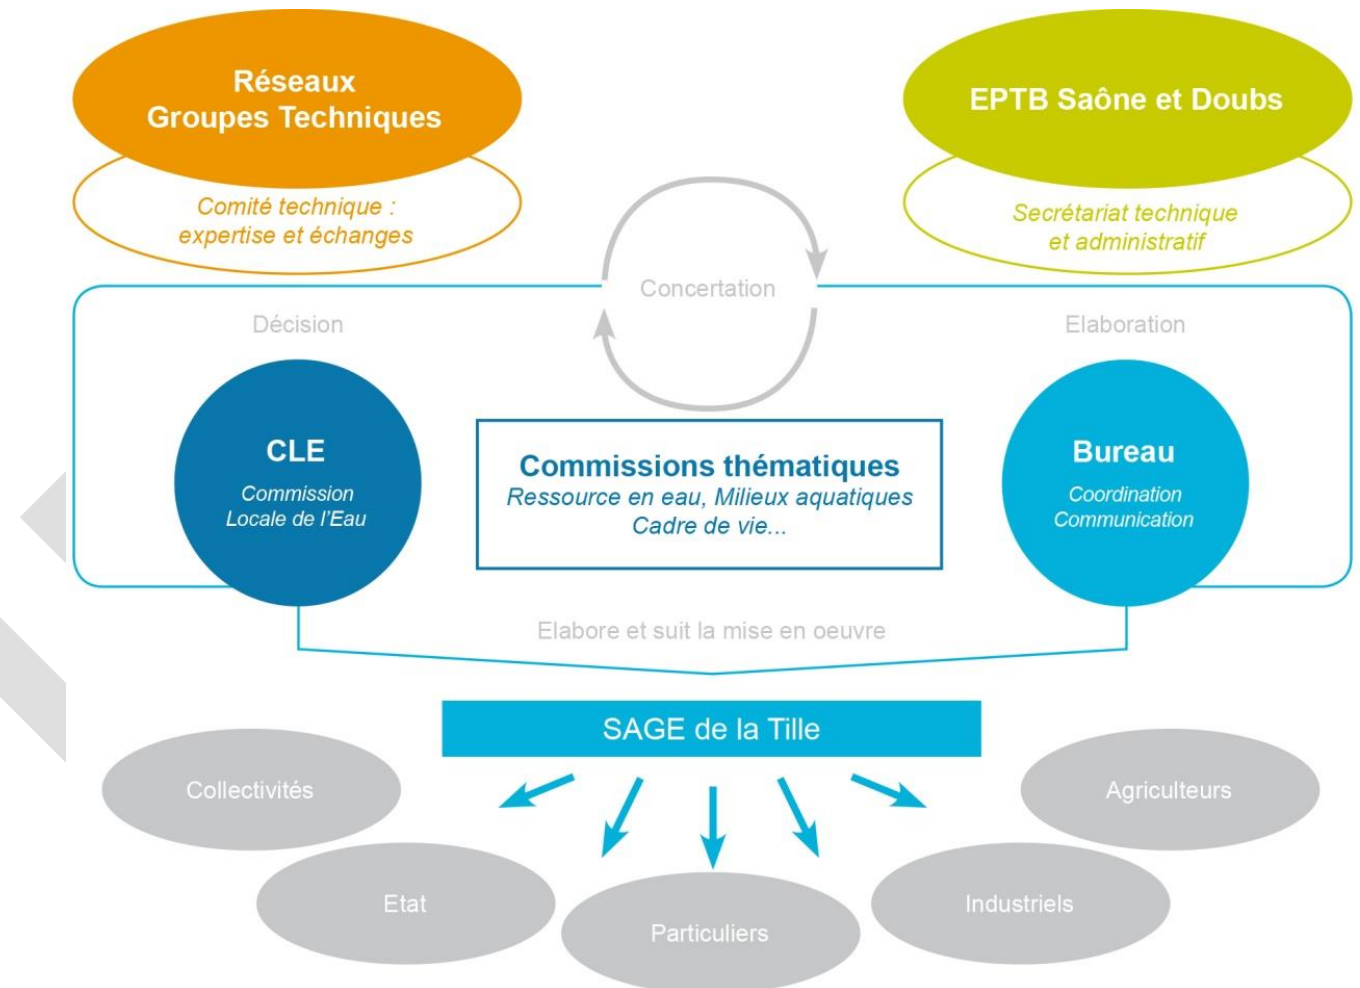 Réseaux
Groupes Techniques
EPTB Saône et Doubs
Comité technique :
expertise et échanges
Secrétariat technique
et administratif
Concertation
Décision
Elaboration
CLE
Commission
Locale de l'Eau
Commissions thématiques
Ressource en eau, Milieux aquatiques
Cadre de vie...
Bureau
Coordination
Communication
Elabore et suit la mise en oeuvre
SAGE de la Tille
Collectivités
Agriculteurs
Etat
Industriels
Particuliers